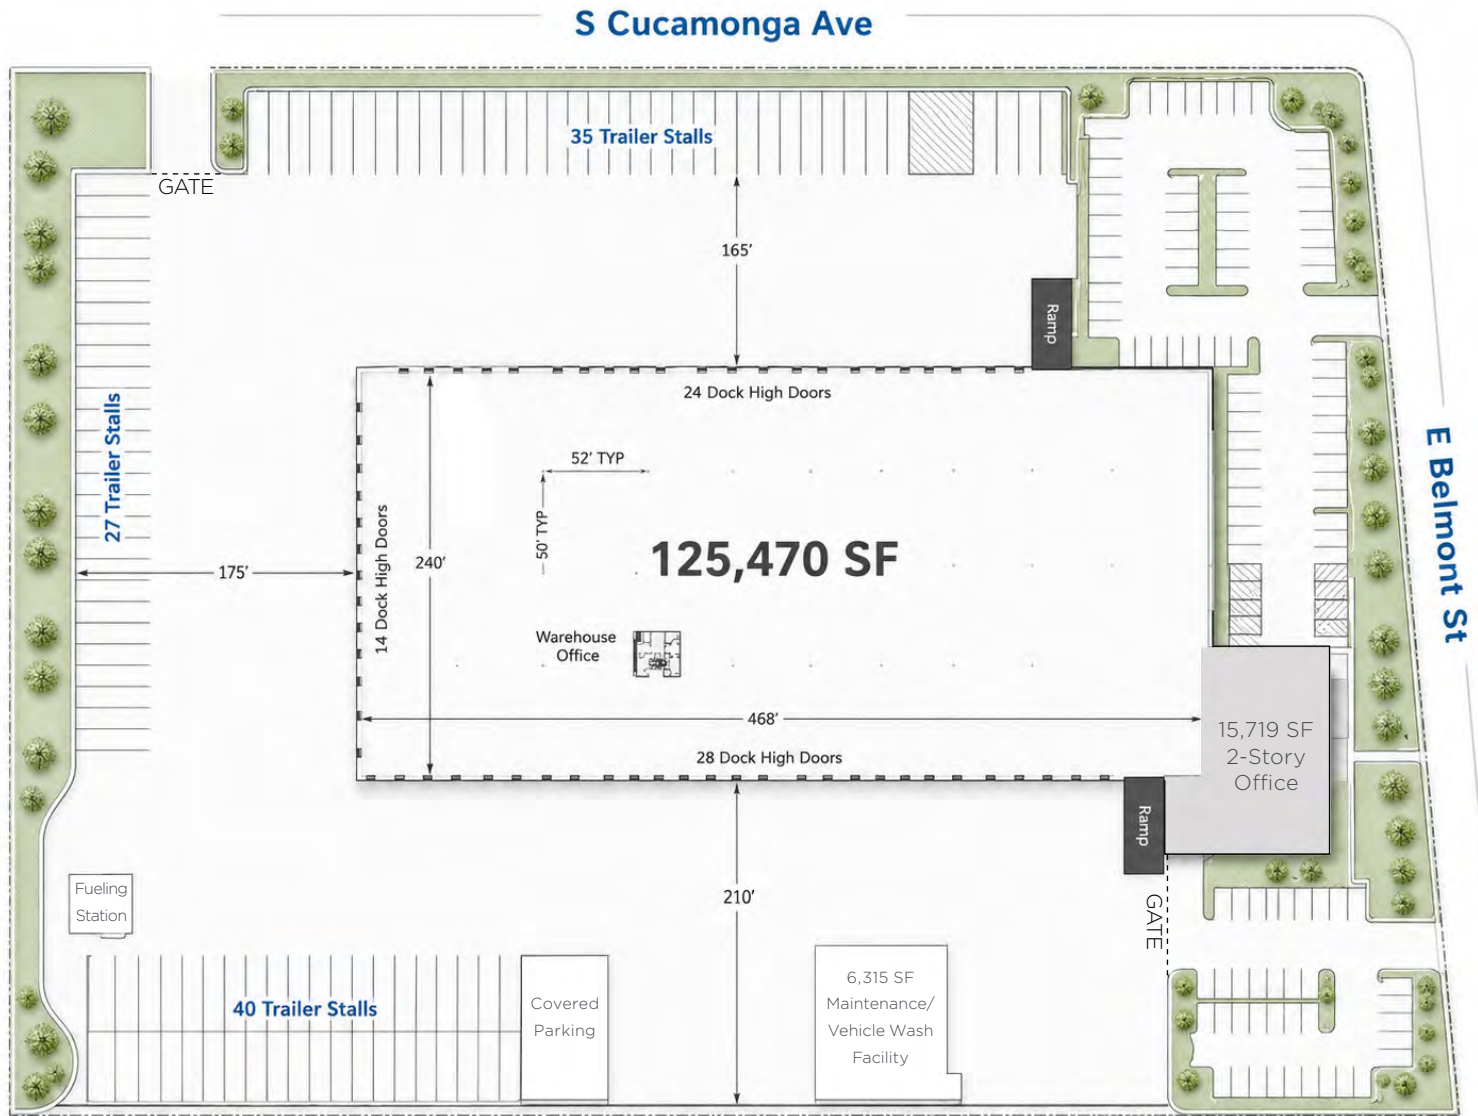 S Cucamonga Ave
35 Trailer Stalls
GATE
165'
Ramp
24 Dock High Doors
27 Trailer Stalls
52' TYP
50' TYP
E Belmont St
14 Dock High Doors
240'
125,470 SF
175'
Warehouse
Office
468'
15,719 SF
2-Story
Office
28 Dock High Doors
Ramp
Fueling
Station
210'
GATE
6,315 SF
Maintenance/
Vehicle Wash
Facility
Covered
Parking
40 Trailer Stalls